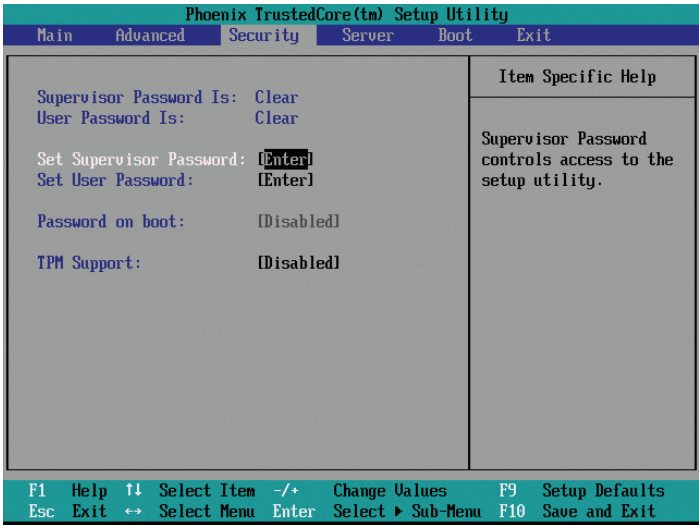 Phoenix TrustedCore(tm) Setup Utility
Main Advanced Security Server Boot Exit
Item Specific Help
Supervisor Password Is: Clear
User Password Is: Clear
Set Supervisor Password: [Enter]
Set User Password: [Enter]
Password on boot: [Disabled]
TPM Support: [Disabled]
Supervisor Password
controls access to the
setup utility.
F1 Help ↑↓ Select Item -/+ Change Values F9 Setup Defaults
Esc Exit ↔ Select Menu Enter Select ▶ Sub-Menu F10 Save and Exit